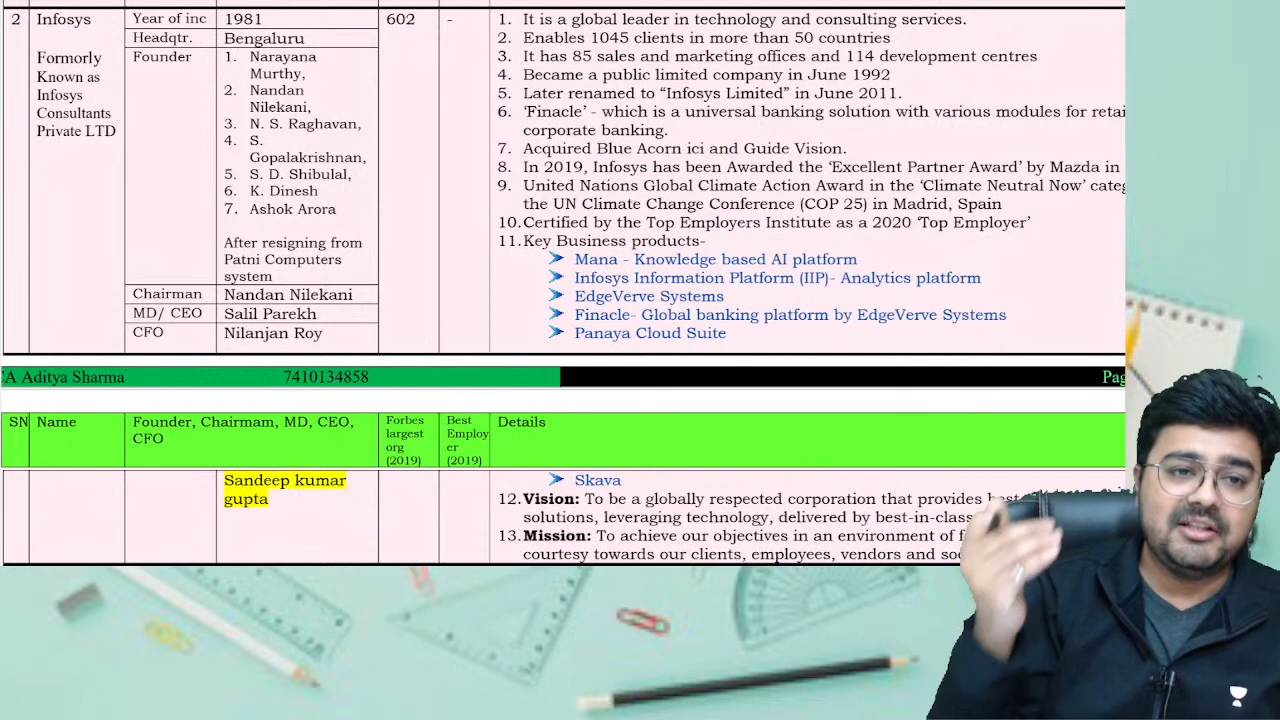 2 Infosys Year of inc 1981 602 - 1. It is a global leader in technology and consulting services.
Headqtr. Bengaluru 2. Enables 1045 clients in more than 50 countries
Formorly Founder 1. Narayana 3. It has 85 sales and marketing offices and 114 development centres
Known as Murthy, 4. Became a public limited company in June 1992
Infosys 2. Nandan 5. Later renamed to “Infosys Limited” in June 2011.
Consultants Nilekani, 6. ‘Finacle’ - which is a universal banking solution with various modules for retai
Private LTD 3. N. S. Raghavan, corporate banking.
4. S. 7. Acquired Blue Acorn ici and Guide Vision.
Gopalakrishnan, 8. In 2019, Infosys has been Awarded the ‘Excellent Partner Award’ by Mazda in
5. S. D. Shibulal, 9. United Nations Global Climate Action Award in the ‘Climate Neutral Now’ categ
6. K. Dinesh the UN Climate Change Conference (COP 25) in Madrid, Spain
7. Ashok Arora 10. Certified by the Top Employers Institute as a 2020 ‘Top Employer’
After resigning from 11. Key Business products-
Patni Computers ➢ Mana - Knowledge based AI platform
system ➢ Infosys Information Platform (IIP)- Analytics platform
Chairman Nandan Nilekani ➢ EdgeVerve Systems
MD/ CEO Salil Parekh ➢ Finacle- Global banking platform by EdgeVerve Systems
CFO Nilanjan Roy ➢ Panaya Cloud Suite
A Aditya Sharma 7410134858 Pag
SN Name Founder, Chairmam, MD, CEO, Forbes Best Details
CFO largest Employ
org er
(2019) (2019)
Sandeep kumar ➢ Skava
gupta 12. Vision: To be a globally respected corporation that provides
solutions, leveraging technology, delivered by best-in-class
13. Mission: To achieve our objectives in an environment of f
courtesy towards our clients, employees, vendors and